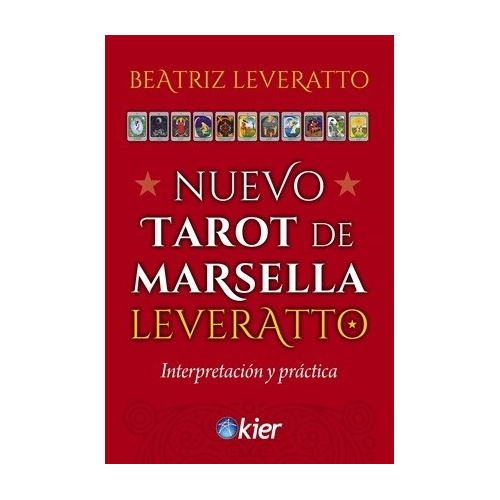 BEATRIZ LEVERATTO
NUEVO
TAROT DE
MARSELLA
LEVERATTO
Interpretación y práctica
kier